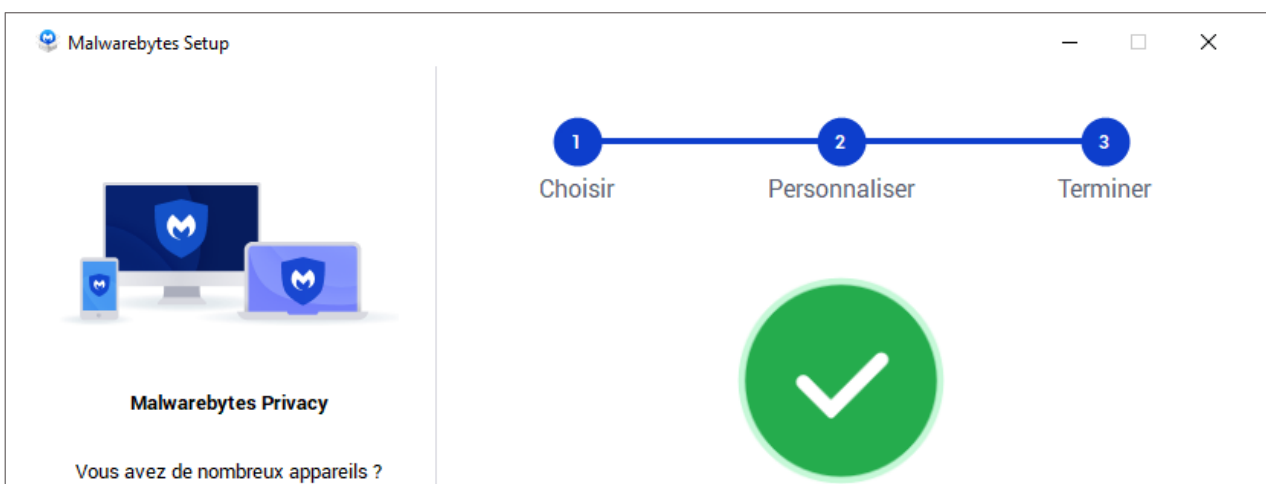 Malwarebytes Setup
1
2
3
Choisir
Personnaliser
Terminer
Malwarebytes Privacy
Vous avez de nombreux appareils ?